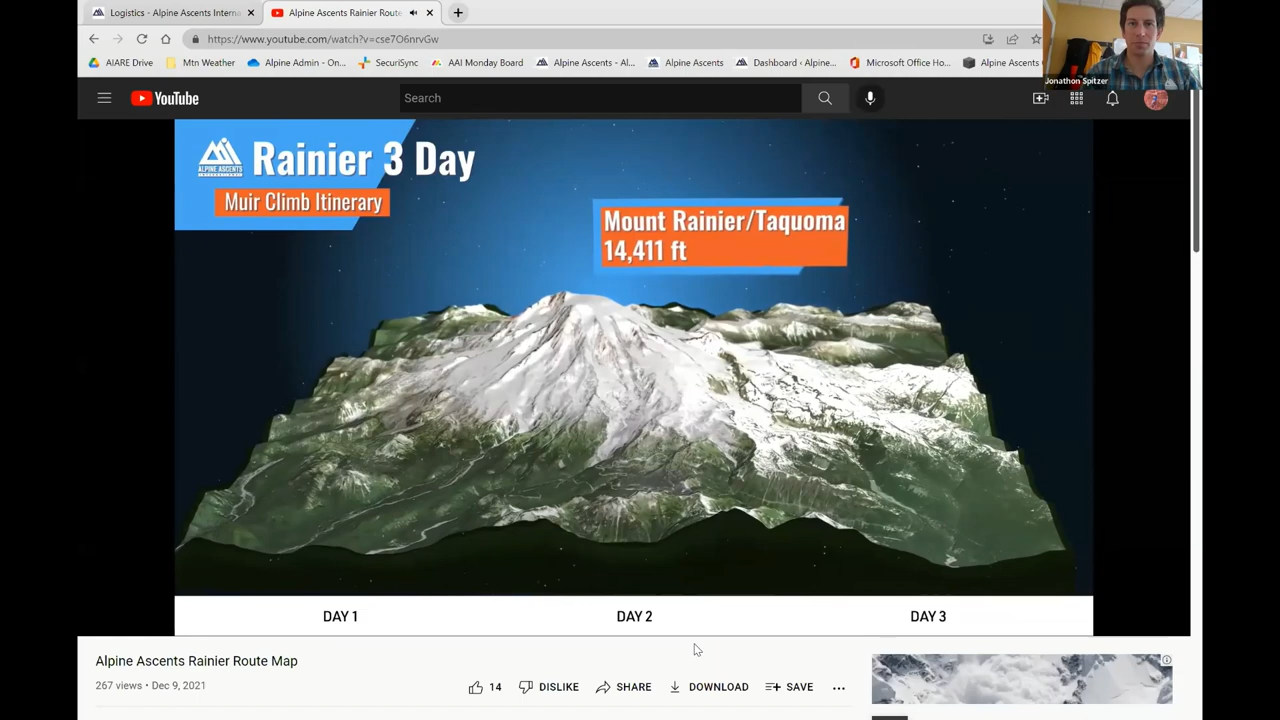 Logistics - Alpine Ascents Interna
Alpine Ascents Rainier Route
https://www.youtube.com/watch?v=cse7O6nrvGw
AIARE Drive
Mtn Weather
Alpine Admin - On...
SecuriSync
AAI Monday Board
Alpine Ascents - Al...
Alpine Ascents
Dashboard ‹ Alpine...
Microsoft Office Ho...
Alpine Ascents
Jonathon Spitzer
YouTube
Search
ALPINE ASCENTS
INTERNATIONAL
Rainier 3 Day
Muir Climb Itinerary
Mount Rainier/Taquoma
14,411 ft
DAY 1
DAY 2
DAY 3
Alpine Ascents Rainier Route Map
267 views • Dec 9, 2021
14
DISLIKE
SHARE
DOWNLOAD
SAVE